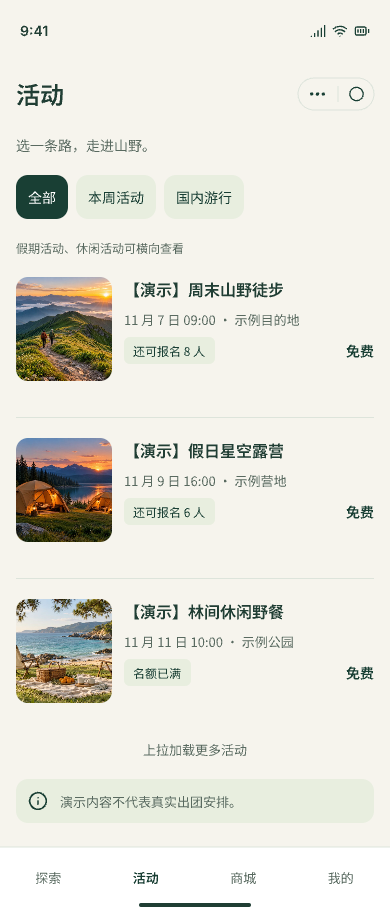 9:41
活动
选一条路，走进山野。
全部
本周活动
国内游行
假期活动、休闲活动可横向查看
【演示】周末山野徒步
11 月 7 日 09:00 · 示例目的地
还可报名 8 人
免费
【演示】假日星空露营
11 月 9 日 16:00 · 示例营地
还可报名 6 人
免费
【演示】林间休闲野餐
11 月 11 日 10:00 · 示例公园
名额已满
免费
上拉加载更多活动
演示内容不代表真实出团安排。
探索
活动
商城
我的